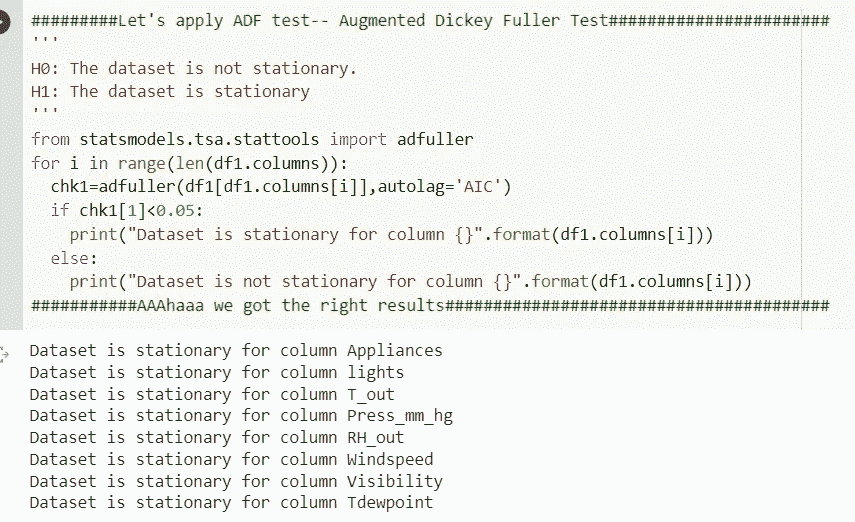 #########Let's apply ADF test-- Augmented Dickey Fuller Test#######################
'''
H0: The dataset is not stationary.
H1: The dataset is stationary
'''
from statsmodels.tsa.stattools import adfuller
for i in range(len(df1.columns)):
  chk1=adfuller(df1[df1.columns[i]],autolag='AIC')
  if chk1[1]<0.05:
    print("Dataset is stationary for column {}".format(df1.columns[i]))
  else:
    print("Dataset is not stationary for column {}".format(df1.columns[i]))
###########AAAhaaa we got the right results########################################
Dataset is stationary for column Appliances
Dataset is stationary for column lights
Dataset is stationary for column T_out
Dataset is stationary for column Press_mm_hg
Dataset is stationary for column RH_out
Dataset is stationary for column Windspeed
Dataset is stationary for column Visibility
Dataset is stationary for column Tdewpoint